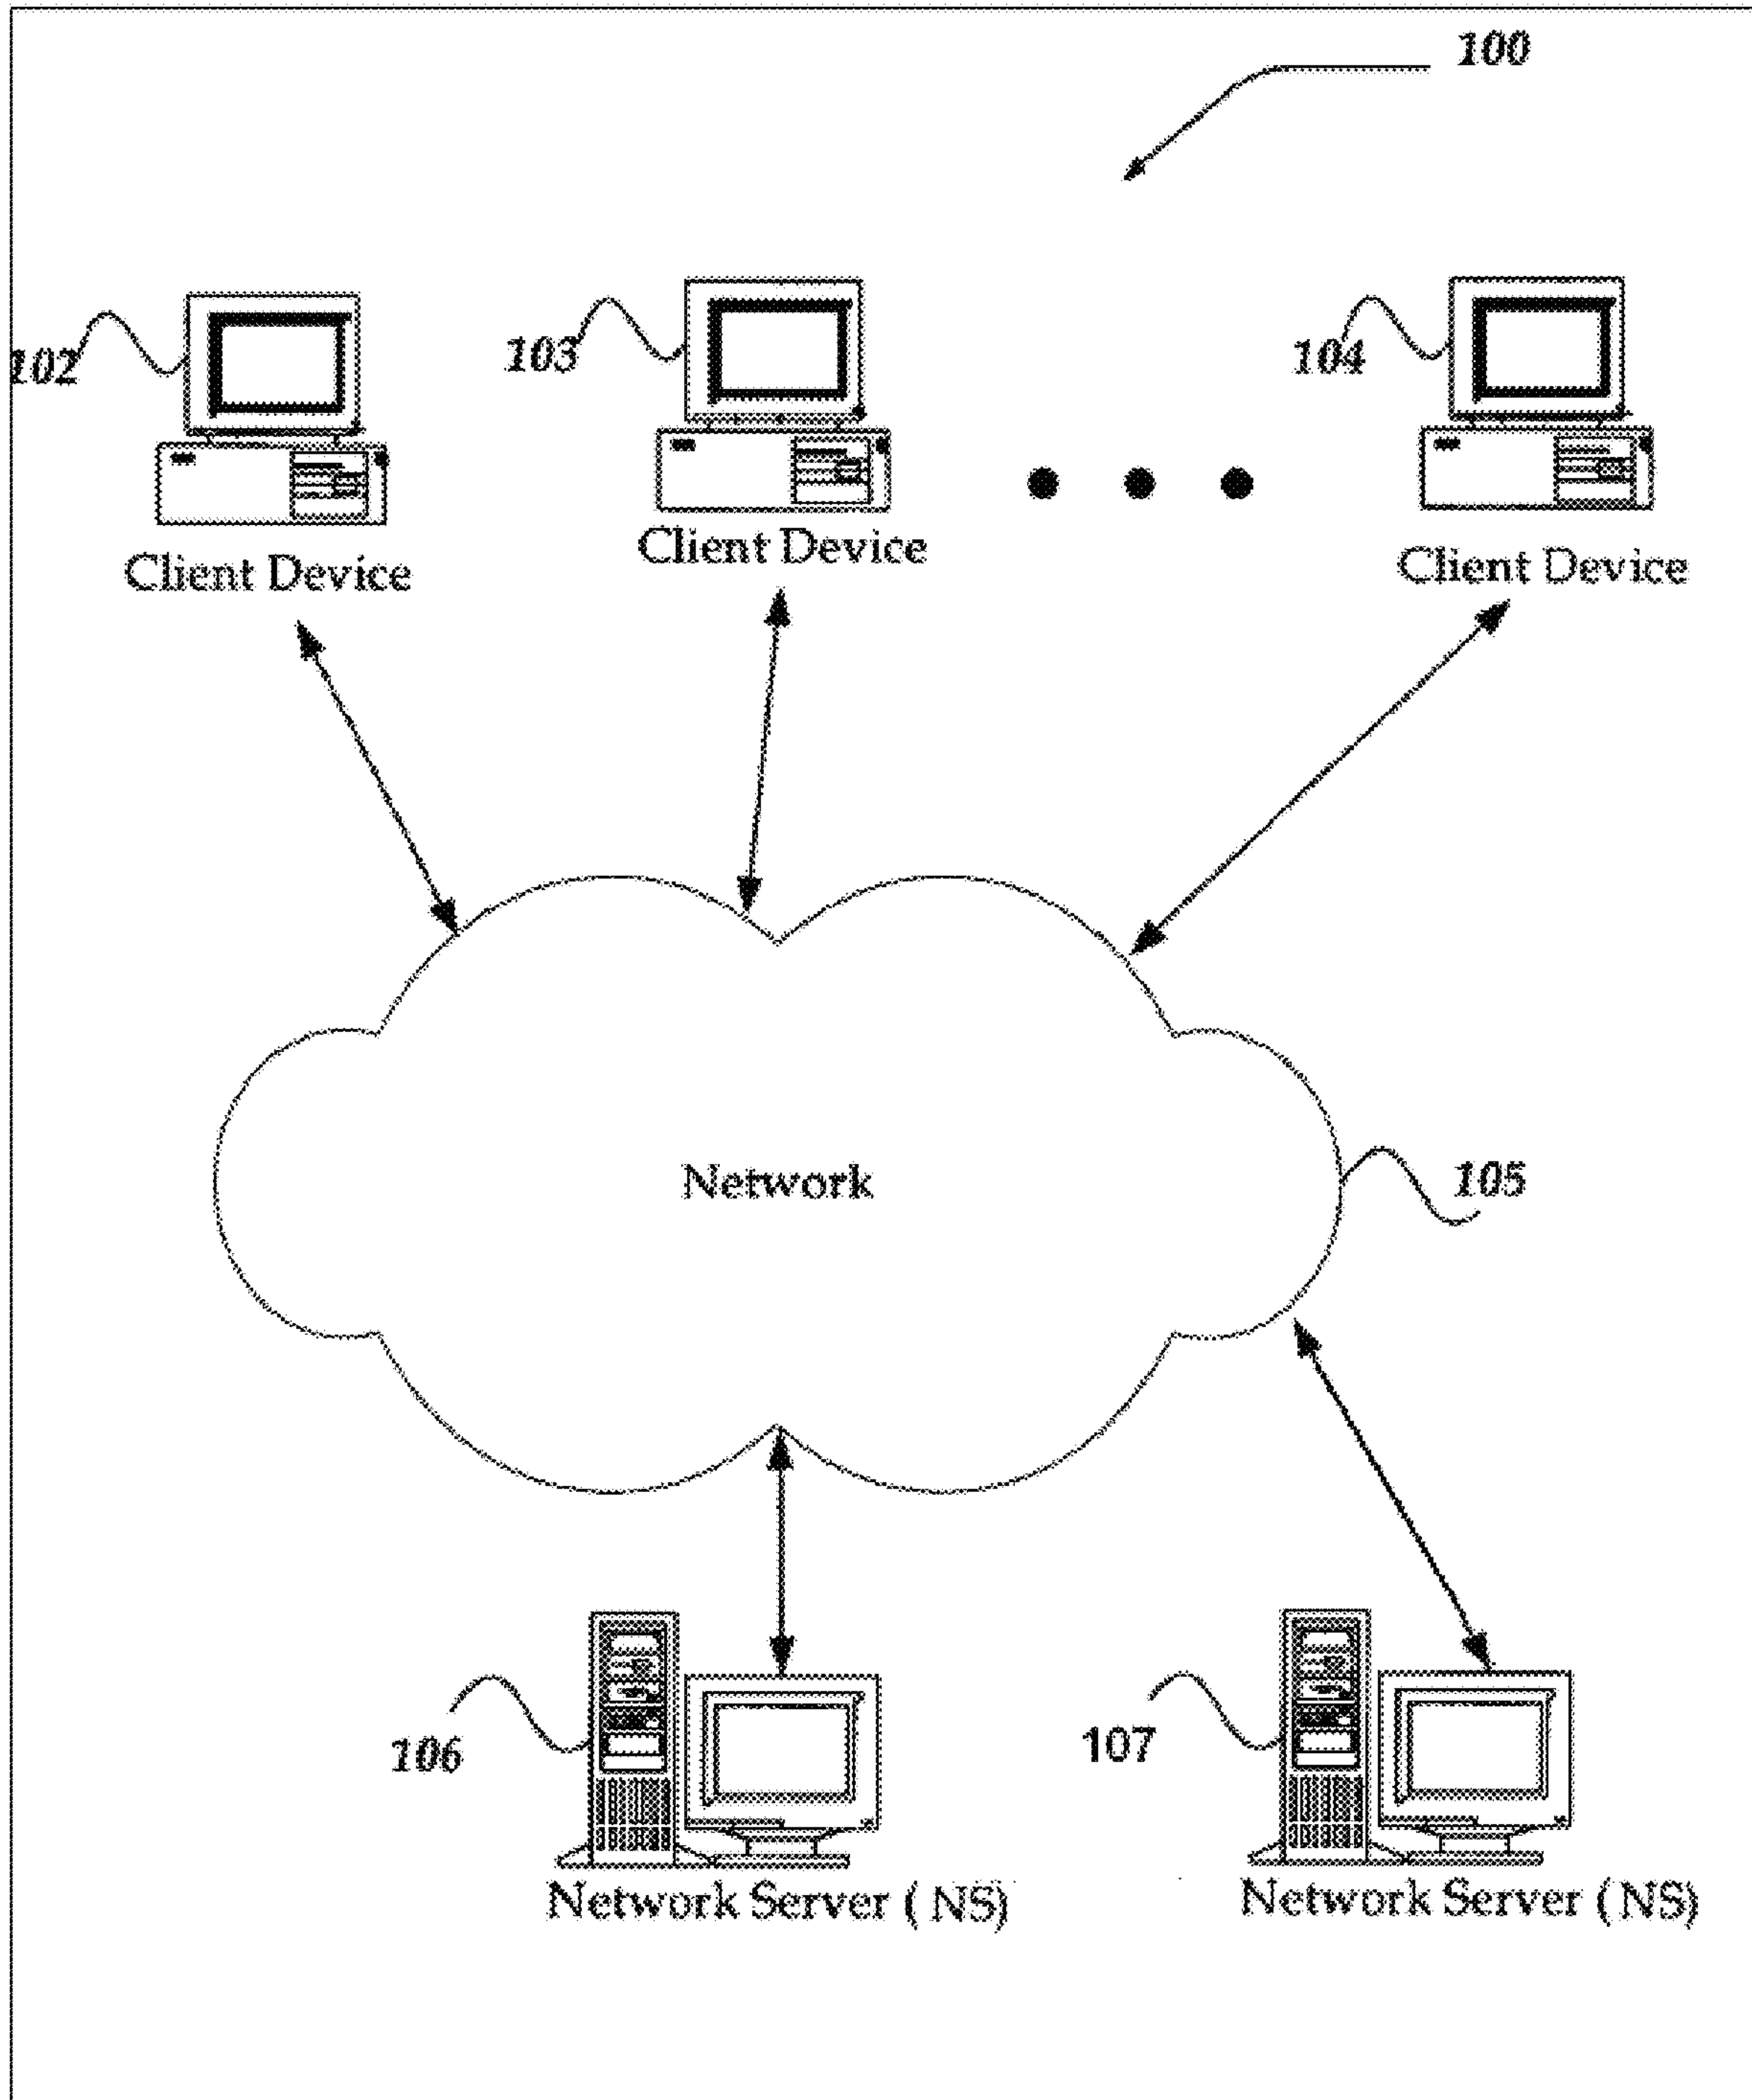 100
102
103
104
Client Device
Client Device
Client Device
Network
105
106
107
Network Server ( NS)
Network Server ( NS)